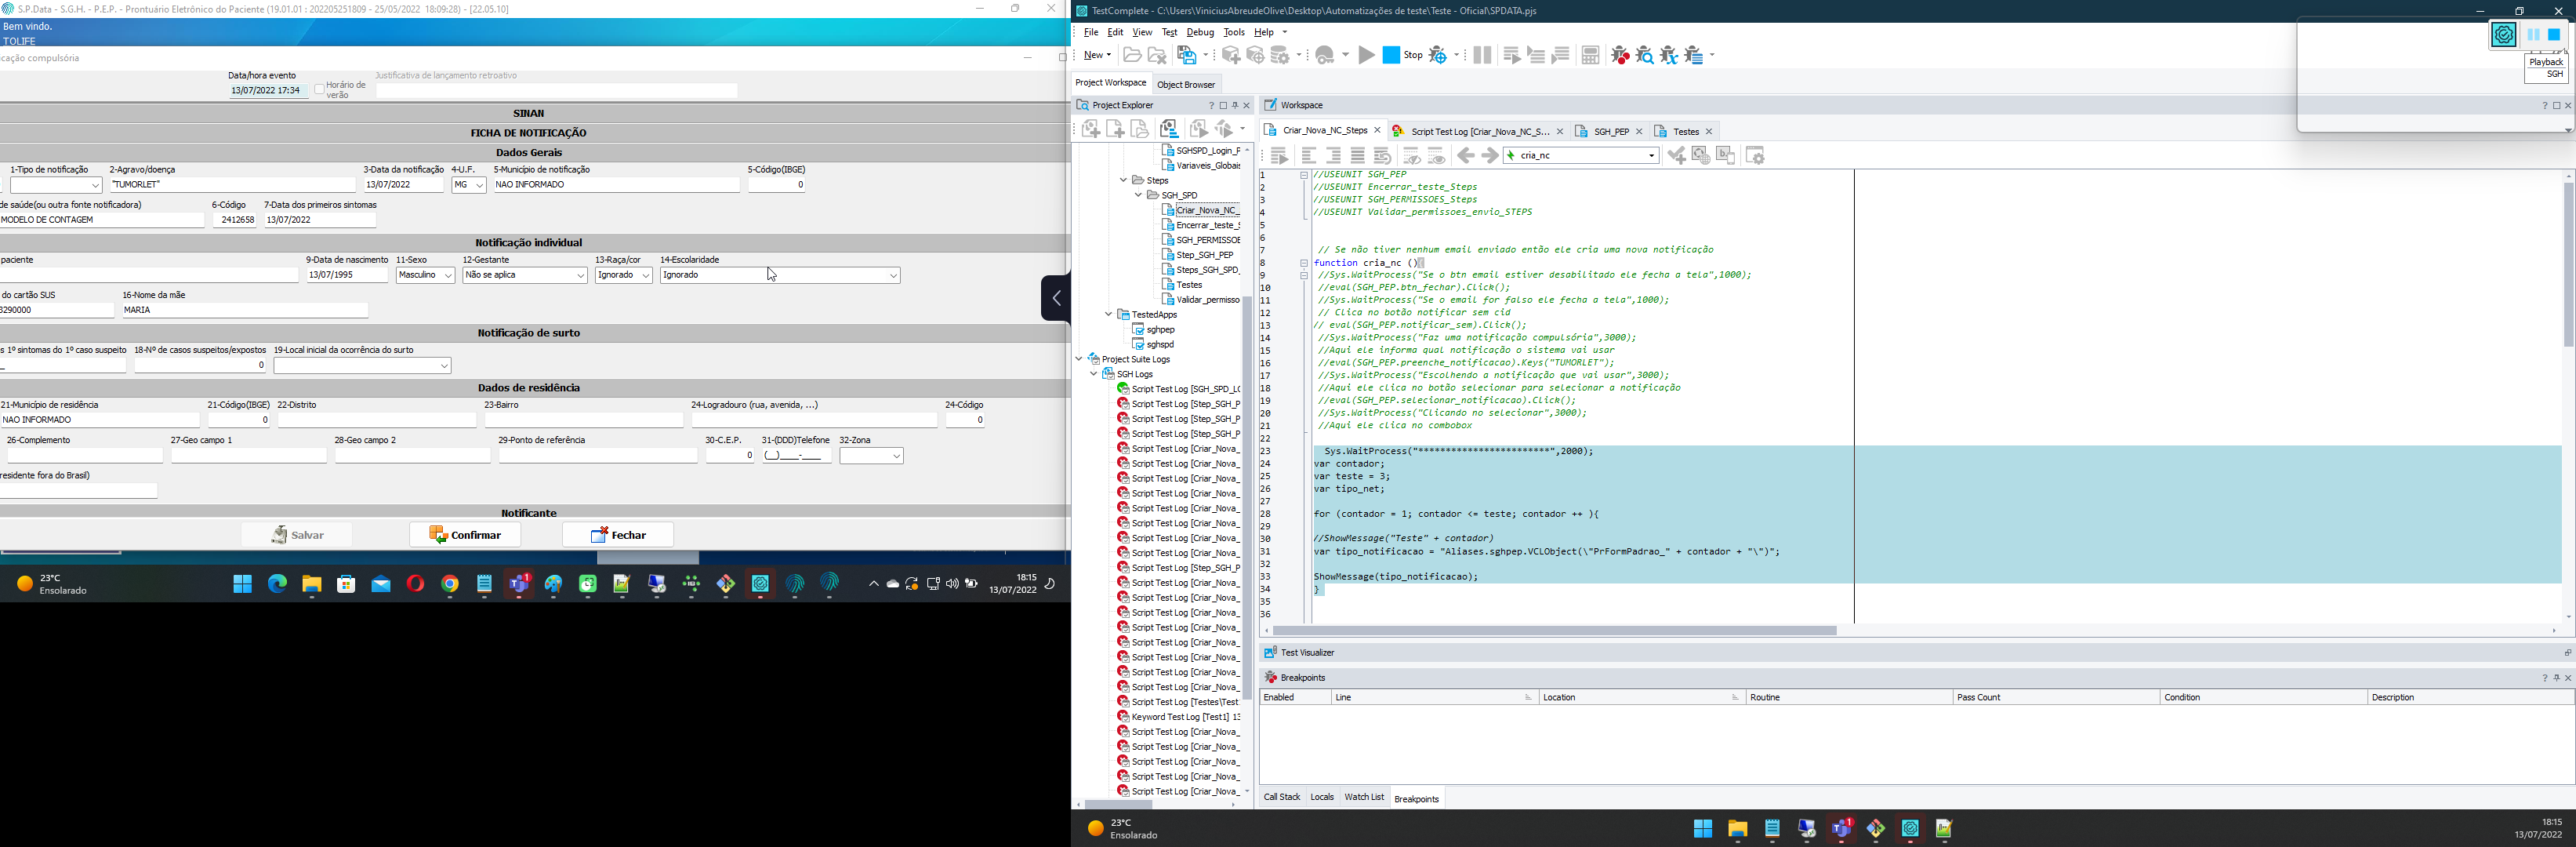 S.P.Data - S.G.H. - P.E.P. - Prontuário Eletrônico do Paciente (19.01.01 : 202205251809 - 25/05/2022 18:09:28) - [22.05.10]
Bem vindo.
TOLIFE
cação compulsória
Data/hora evento
Justificativa de lançamento retroativo
13/07/2022 17:34
Horário de verão
SINAN
FICHA DE NOTIFICAÇÃO
Dados Gerais
1-Tipo de notificação 2-Agravo/doença 3-Data da notificação 4-U.F. 5-Município de notificação 5-Código(IBGE)
"TUMORLET" 13/07/2022 MG NAO INFORMADO 0
de saúde(ou outra fonte notificadora) 6-Código 7-Data dos primeiros sintomas
MODELO DE CONTAGEM 2412658 13/07/2022
Notificação individual
paciente 9-Data de nascimento 11-Sexo 12-Gestante 13-Raça/cor 14-Escolaridade
13/07/1995 Masculino Não se aplica Ignorado Ignorado
do cartão SUS 16-Nome da mãe
3290000 MARIA
Notificação de surto
s 1º sintomas do 1º caso suspeito 18-Nº de casos suspeitos/expostos 19-Local inicial da ocorrência do surto
0
Dados de residência
21-Município de residência 21-Código(IBGE) 22-Distrito 23-Bairro 24-Logradouro (rua, avenida, ...) 24-Código
NAO INFORMADO 0 0
26-Complemento 27-Geo campo 1 28-Geo campo 2 29-Ponto de referência 30-C.E.P. 31-(DDD)Telefone 32-Zona
0 (__)____-____
residente fora do Brasil)
Notificante
Salvar Confirmar Fechar
23°C
Ensolarado
18:15
13/07/2022
TestComplete - C:\Users\ViniciusAbreudeOlive\Desktop\Automatizações de teste\Teste - Oficial\SPDATA.pjs
File Edit View Test Debug Tools Help
New Stop
Playback
SGH
Project Workspace Object Browser
Project Explorer
Workspace
SGHSPD_Login_P
Variaveis_Globais
Steps
SGH_SPD
Criar_Nova_NC_
Encerrar_teste_S
SGH_PERMISSOE
Step_SGH_PEP
Steps_SGH_SPD_
Testes
Validar_permisso
TestedApps
sghpep
sghspd
Project Suite Logs
SGH Logs
Script Test Log [SGH_SPD_LO
Script Test Log [Step_SGH_P
Script Test Log [Step_SGH_P
Script Test Log [Step_SGH_P
Script Test Log [Criar_Nova_
Script Test Log [Criar_Nova_
Script Test Log [Criar_Nova_
Script Test Log [Criar_Nova_
Script Test Log [Criar_Nova_
Script Test Log [Criar_Nova_
Script Test Log [Criar_Nova_
Script Test Log [Criar_Nova_
Script Test Log [Step_SGH_P
Script Test Log [Criar_Nova_
Script Test Log [Criar_Nova_
Script Test Log [Criar_Nova_
Script Test Log [Criar_Nova_
Script Test Log [Criar_Nova_
Script Test Log [Criar_Nova_
Script Test Log [Criar_Nova_
Script Test Log [Criar_Nova_
Script Test Log [Testes\Test
Keyword Test Log [Test1] 13
Script Test Log [Criar_Nova_
Script Test Log [Criar_Nova_
Script Test Log [Criar_Nova_
Script Test Log [Criar_Nova_
Script Test Log [Criar_Nova_
Criar_Nova_NC_Steps Script Test Log [Criar_Nova_NC_S... SGH_PEP Testes
cria_nc
1 //USEUNIT SGH_PEP
2 //USEUNIT Encerrar_teste_Steps
3 //USEUNIT SGH_PERMISSOES_Steps
4 //USEUNIT Validar_permissoes_envio_STEPS
5
6
7 // Se não tiver nenhum email enviado então ele cria uma nova notificação
8 function cria_nc (){
9 //Sys.WaitProcess("Se o btn email estiver desabilitado ele fecha a tela",1000);
10 //eval(SGH_PEP.btn_fechar).Click();
11 //Sys.WaitProcess("Se o email for falso ele fecha a tela",1000);
12 // Clica no botão notificar sem cid
13 // eval(SGH_PEP.notificar_sem).Click();
14 //Sys.WaitProcess("Faz uma notificação compulsória",3000);
15 //Aqui ele informa qual notificação o sistema vai usar
16 //eval(SGH_PEP.preenche_notificacao).Keys("TUMORLET");
17 //Sys.WaitProcess("Escolhendo a notificação que vai usar",3000);
18 //Aqui ele clica no botão selecionar para selecionar a notificação
19 //eval(SGH_PEP.selecionar_notificacao).Click();
20 //Sys.WaitProcess("Clicando no selecionar",3000);
21 //Aqui ele clica no combobox
22
23 Sys.WaitProcess("************************",2000);
24 var contador;
25 var teste = 3;
26 var tipo_net;
27
28 for (contador = 1; contador <= teste; contador ++ ){
29
30 //ShowMessage("Teste" + contador)
31 var tipo_notificacao = "Aliases.sghpep.VCLObject(\"PrFormPadrao_" + contador + "\")";
32
33 ShowMessage(tipo_notificacao);
34 }
35
36
Test Visualizer
Breakpoints
Enabled Line Location Routine Pass Count Condition Description
Call Stack Locals Watch List Breakpoints
23°C
Ensolarado
18:15
13/07/2022